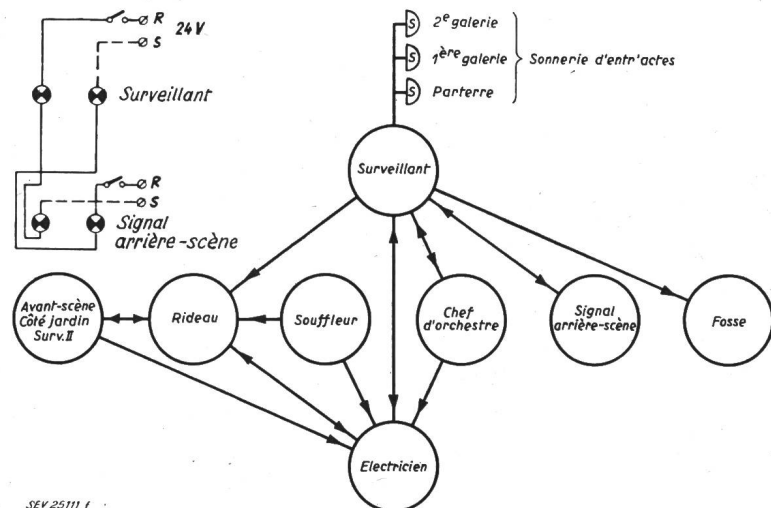 R
24V
S
Surveillant
R
S
Signal
arrière-scène
S 2e galerie
S 1ère galerie
S Parterre
Sonnerie d'entr'actes
Surveillant
Avant-scène
Côté jardin
Surv. II
Rideau
Souffleur
Chef
d'orchestre
Signal
arrière-scène
Fosse
Electricien
SEV 25111 f